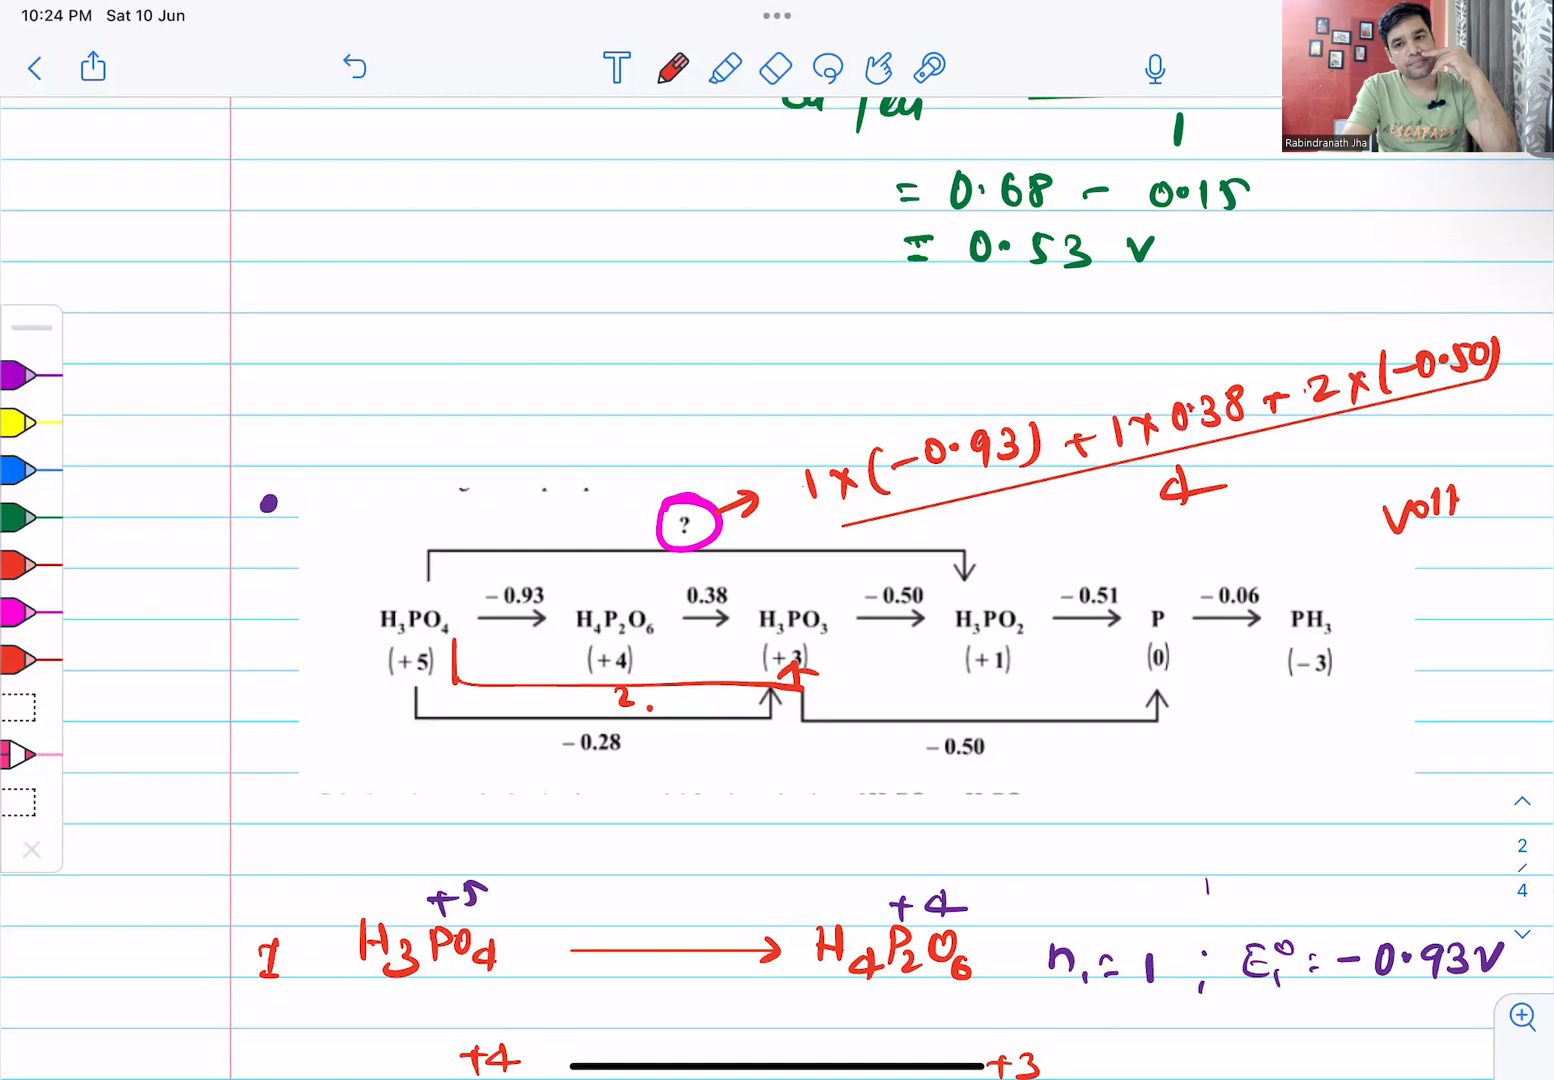 10:24 PM Sat 10 Jun
Rabindranath Jha
1
= 0.68 - 0.15
= 0.53 V
1 x (-0.93) + 1 x 0.38 + 2 x (-0.50)
4
Volt
?
- 0.93 0.38 - 0.50 - 0.51 - 0.06
H₃PO₄ → H₄P₂O₆ → H₃PO₃ → H₃PO₂ → P → PH₃
(+ 5) (+ 4) (+ 3) (+ 1) (0) (- 3)
2.
- 0.28 - 0.50
2
/
4
+5 +4
1 H₃PO₄ → H₄P₂O₆ n₁ = 1 ; E₁⁰ = - 0.93V
+4 +3